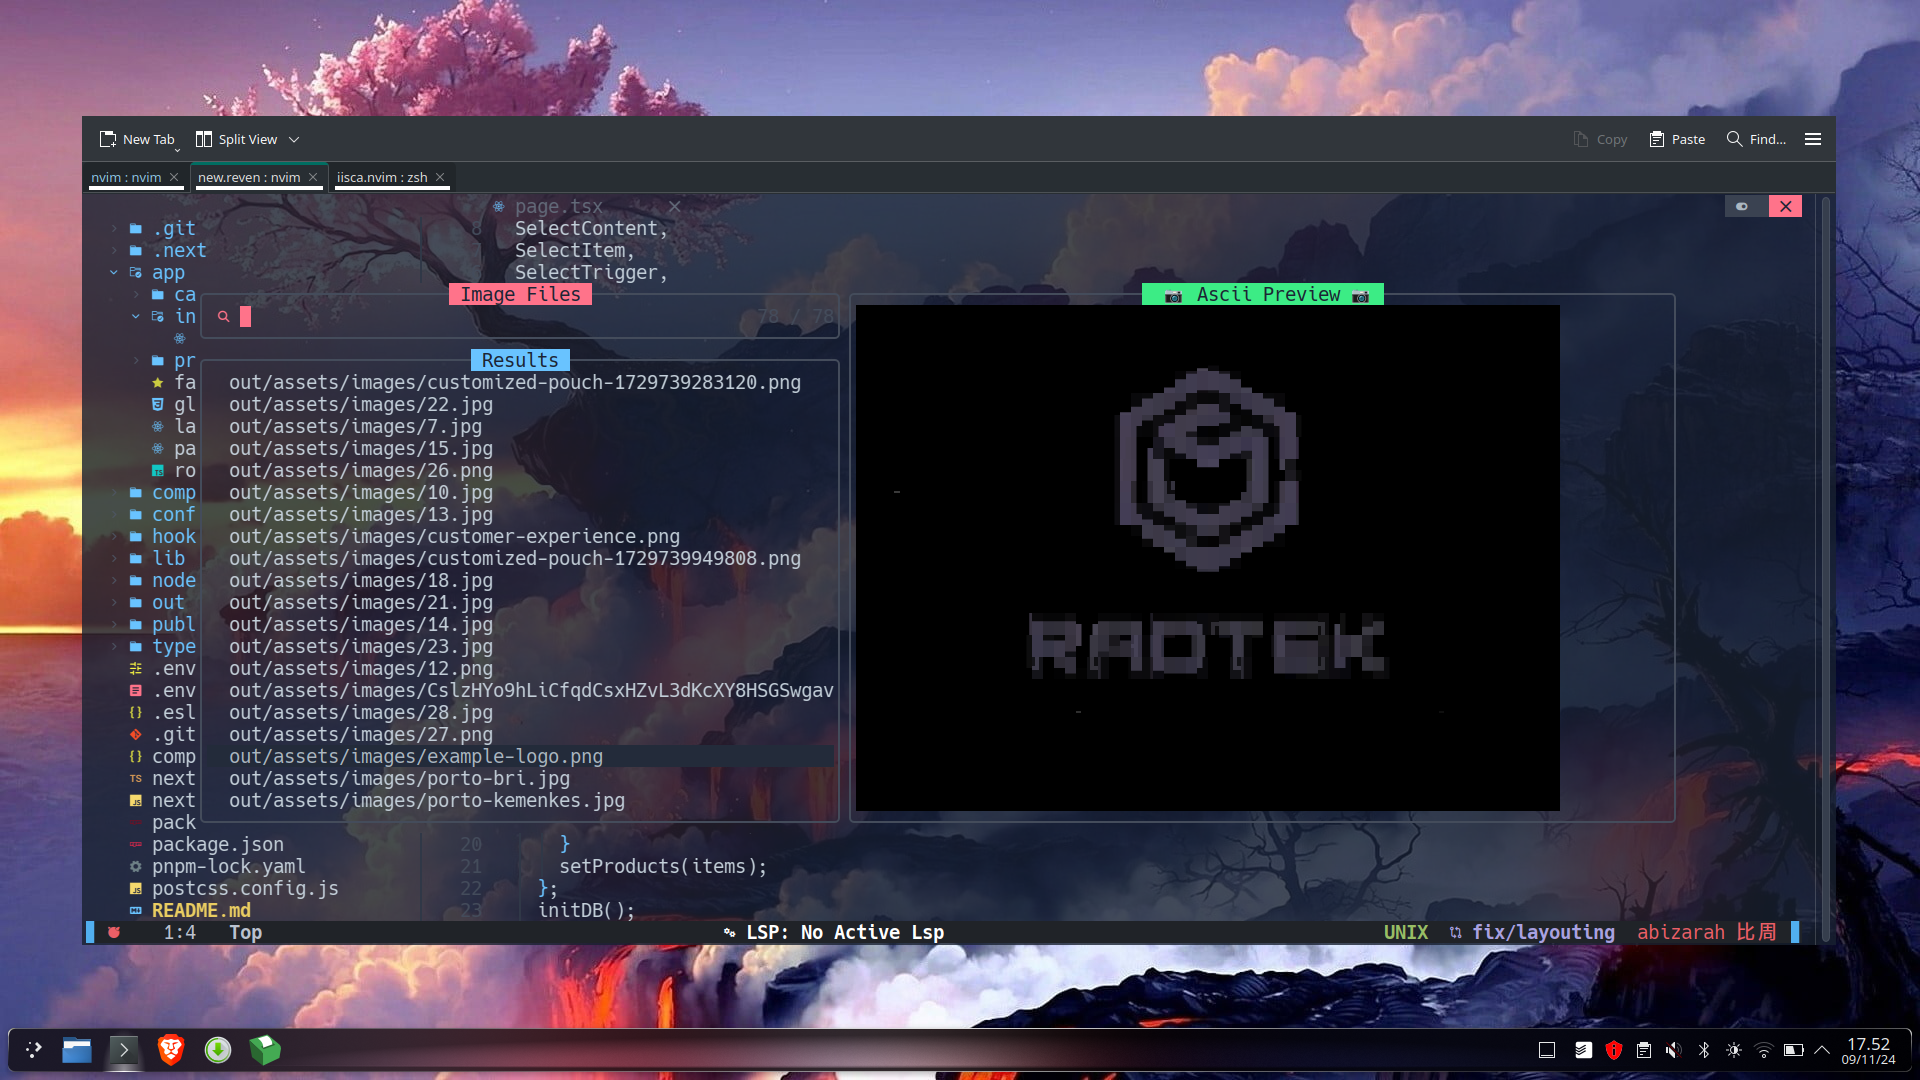 New Tab
Split View
Copy
Paste
Find...
nvim : nvim
new.reven : nvim
iisca.nvim : zsh
page.tsx
.git
8 SelectContent,
.next
SelectItem,
app
SelectTrigger,
ca
Image Files
Ascii Preview
in
78 / 78
pr
Results
fa
out/assets/images/customized-pouch-1729739283120.png
gl
out/assets/images/22.jpg
la
out/assets/images/7.jpg
pa
out/assets/images/15.jpg
ro
out/assets/images/26.png
comp
out/assets/images/10.jpg
conf
out/assets/images/13.jpg
hook
out/assets/images/customer-experience.png
lib
out/assets/images/customized-pouch-1729739949808.png
node
out/assets/images/18.jpg
out
out/assets/images/21.jpg
publ
out/assets/images/14.jpg
type
out/assets/images/23.jpg
.env
out/assets/images/12.png
.env
out/assets/images/CslzHYo9hLiCfqdCsxHZvL3dKcXY8HSGSwgav
.esl
out/assets/images/28.jpg
.git
out/assets/images/27.png
comp
out/assets/images/example-logo.png
TS next
out/assets/images/porto-bri.jpg
JS next
out/assets/images/porto-kemenkes.jpg
RAOTEK
pack
package.json
20 }
pnpm-lock.yaml
21 setProducts(items);
JS postcss.config.js
22 };
README.md
23 initDB();
1:4 Top
LSP: No Active Lsp
UNIX
fix/layouting
abizarah 比周
17.52
09/11/24